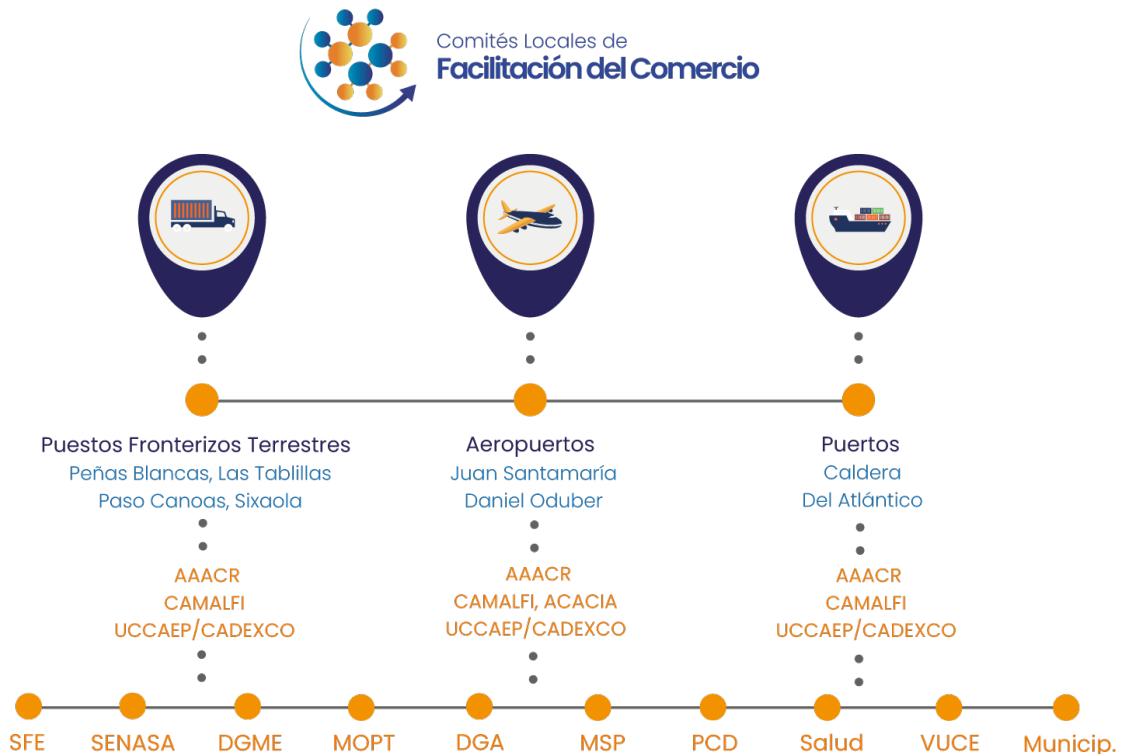 Comités Locales de
Facilitación del Comercio
Puestos Fronterizos Terrestres
Peñas Blancas, Las Tablillas
Paso Canoas, Sixaola
AAACR
CAMALFI
UCCAEP/CADEXCO
Aeropuertos
Juan Santamaría
Daniel Oduber
AAACR
CAMALFI, ACACIA
UCCAEP/CADEXCO
Puertos
Caldera
Del Atlántico
AAACR
CAMALFI
UCCAEP/CADEXCO
SFE SENASA DGME MOPT DGA MSP PCD Salud VUCE Municip.